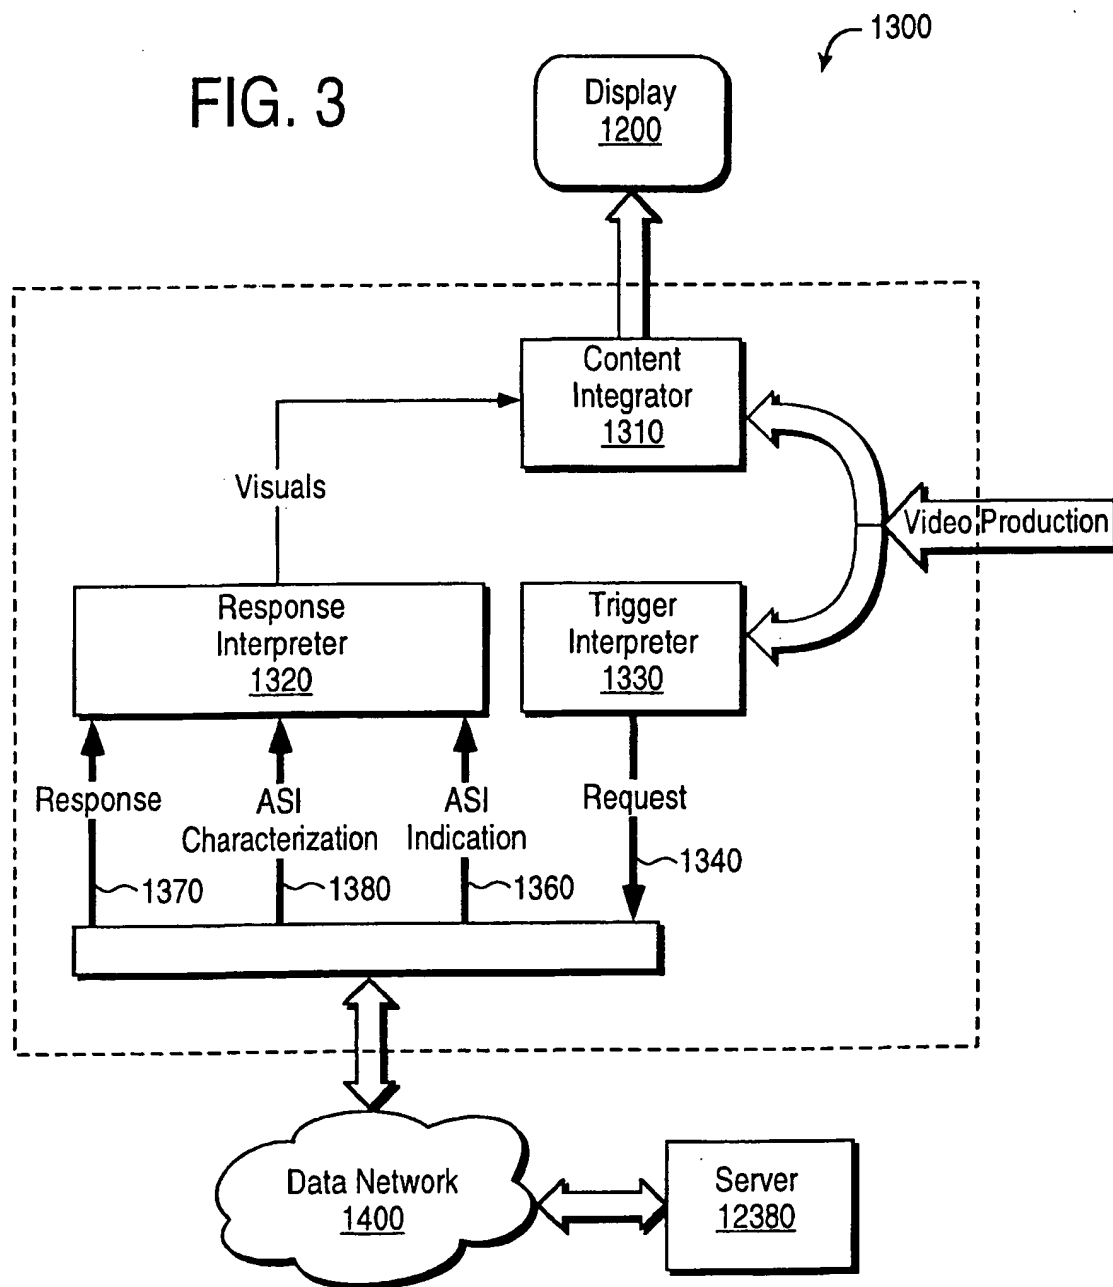 1300
FIG. 3
Display
1200
Content
Integrator
1310
Visuals
Video Production
Response
Interpreter
1320
Trigger
Interpreter
1330
Response
ASI
Characterization
ASI
Indication
Request
1370
1380
1360
1340
Data Network
1400
Server
12380